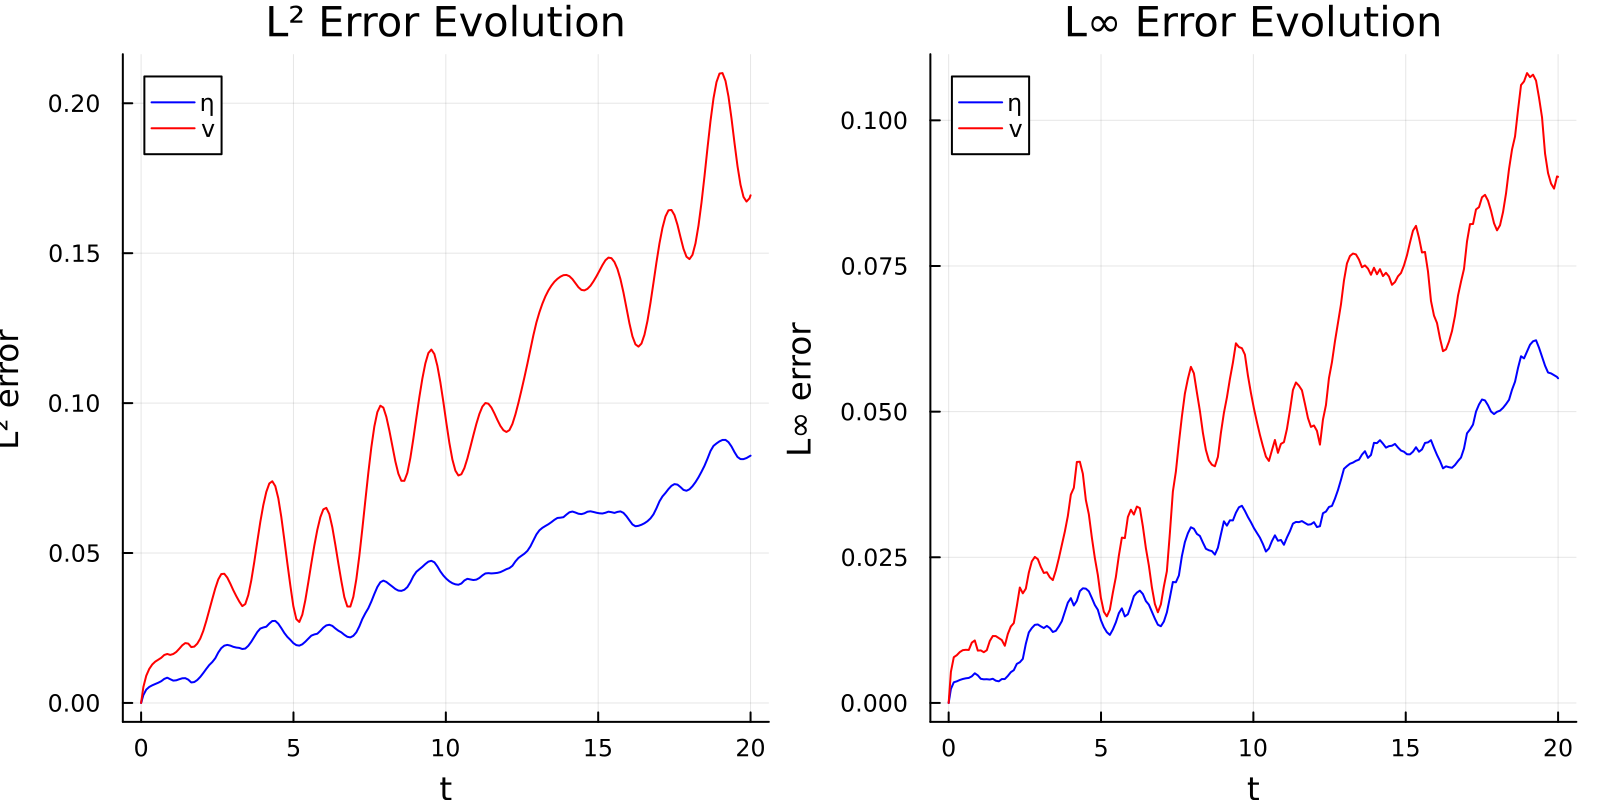 L² Error Evolution
L² error
η
v
0.20
0.15
0.10
0.05
0.00
0 5 10 15 20
t
L∞ Error Evolution
L∞ error
η
v
0.100
0.075
0.050
0.025
0.000
0 5 10 15 20
t